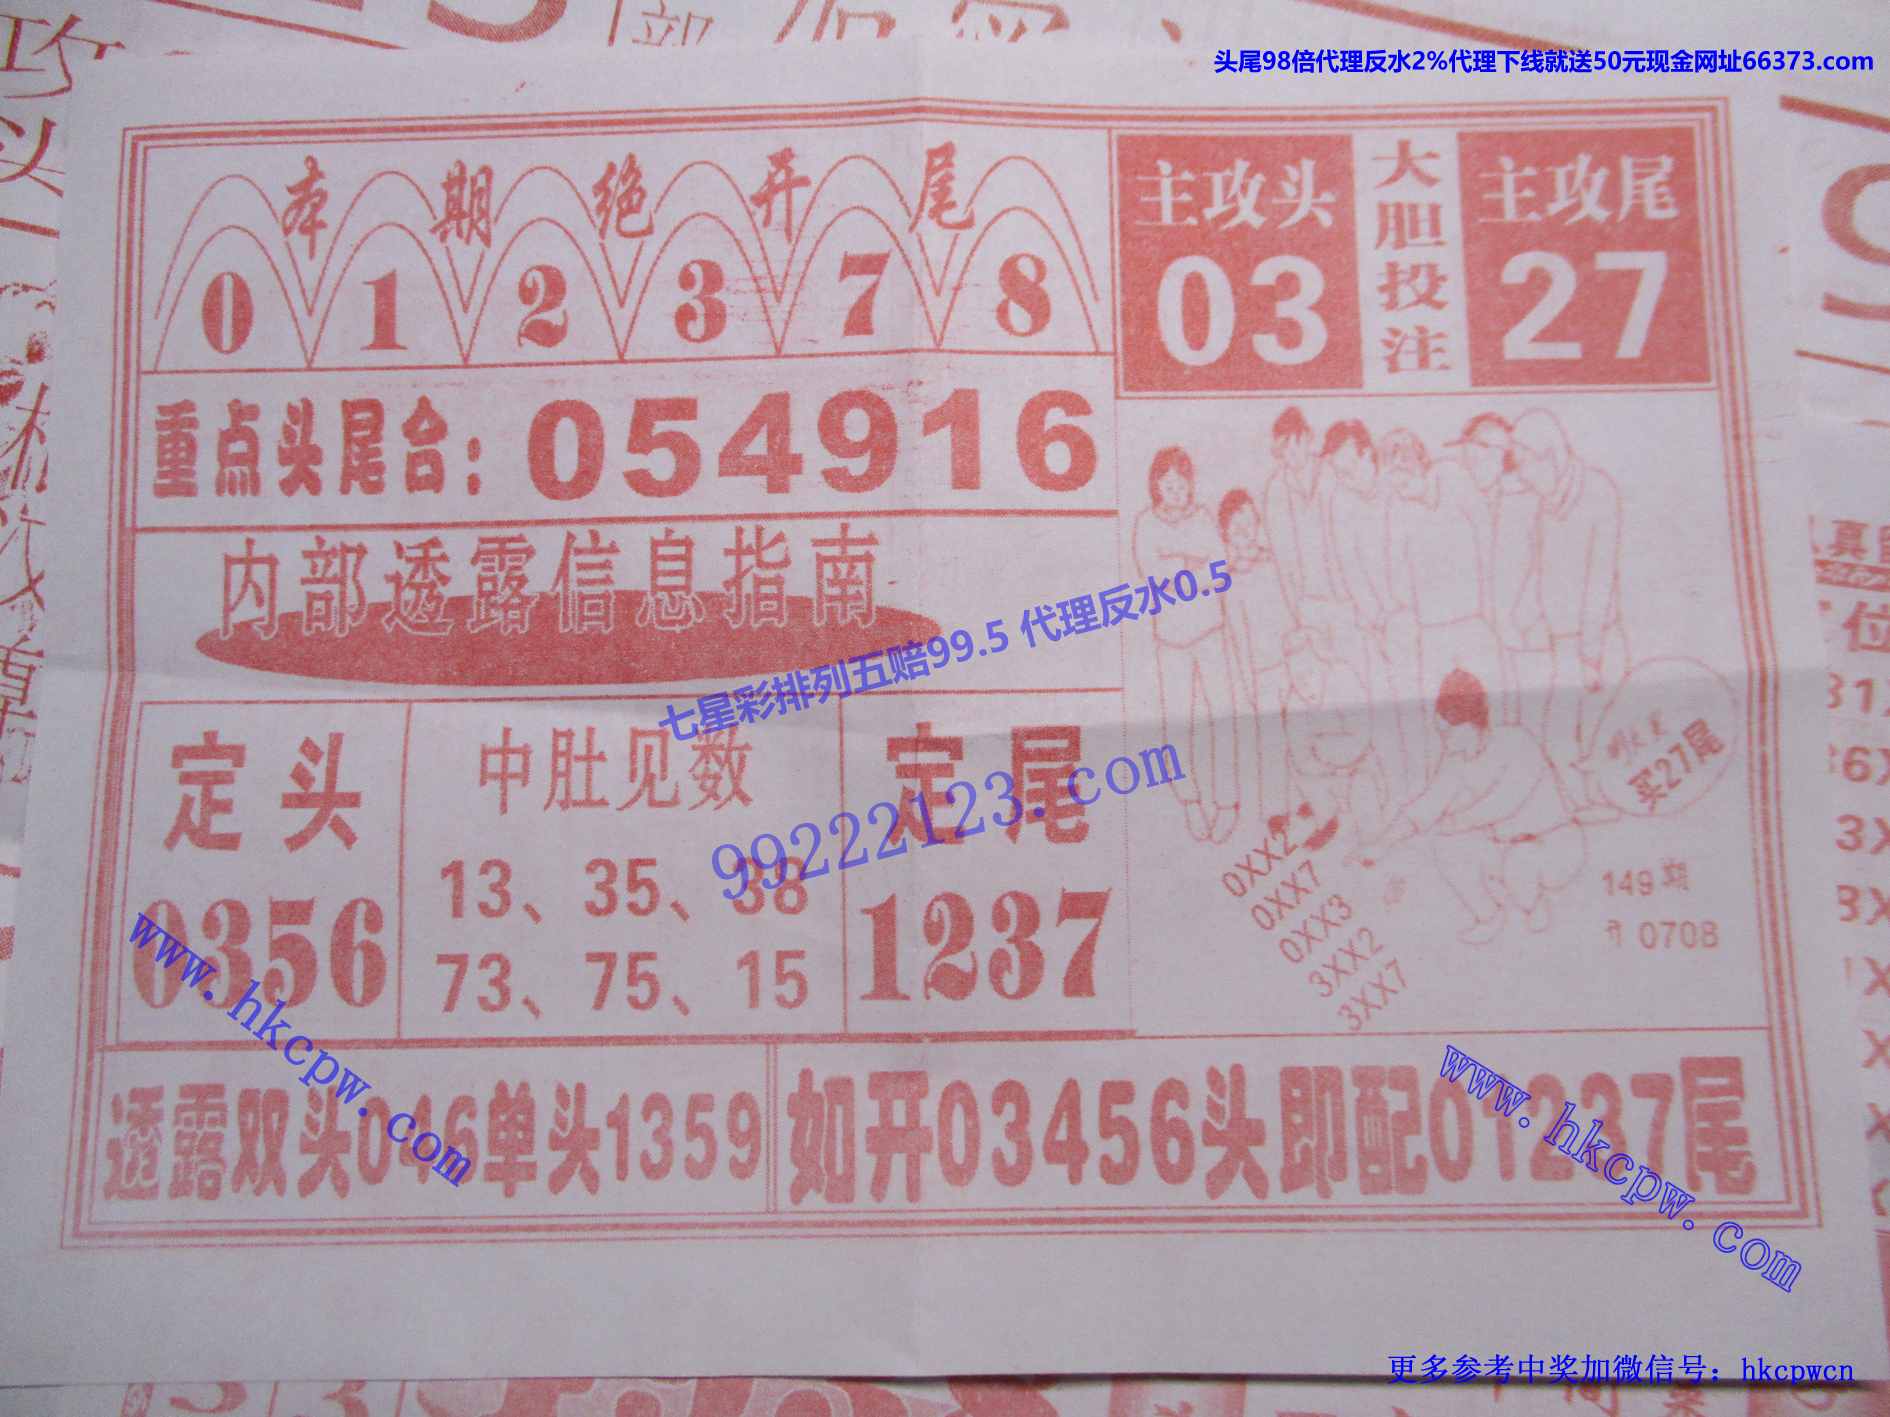 头尾98倍代理反水2%代理下线就送50元现金网址66373.com
本期绝开尾
0 1 2 3 7 8
主攻头
03
大胆投注
主攻尾
27
重点头尾合：054916
内部透露信息指南
七星彩排列五赔99.5 代理反水0.5
99222123.com
定头
0356
中肚见数
13、35、38
73、75、15
定尾
1237
买27尾
0XX2
0XX7
0XX3
3XX2
3XX7
149期
0708
www.hkcpw.com
www.hkcpw.com
透露双头046单头1359
如开03456头即配01237尾
更多参考中奖加微信号：hkcpwcn